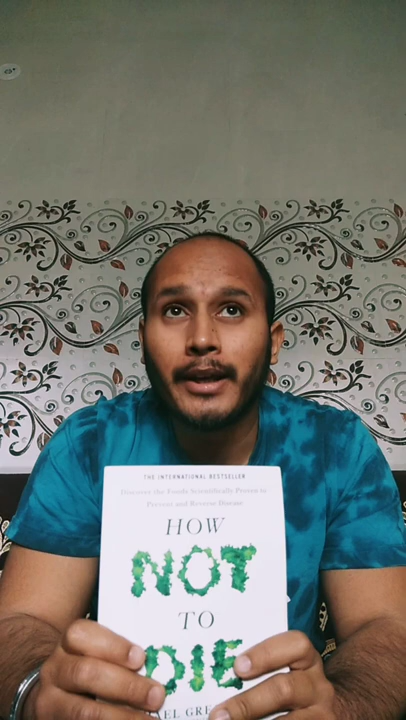 THE INTERNATIONAL BESTSELLER
Discover the Foods Scientifically Proven to
Prevent and Reverse Disease
HOW
NOT
TO
DIE